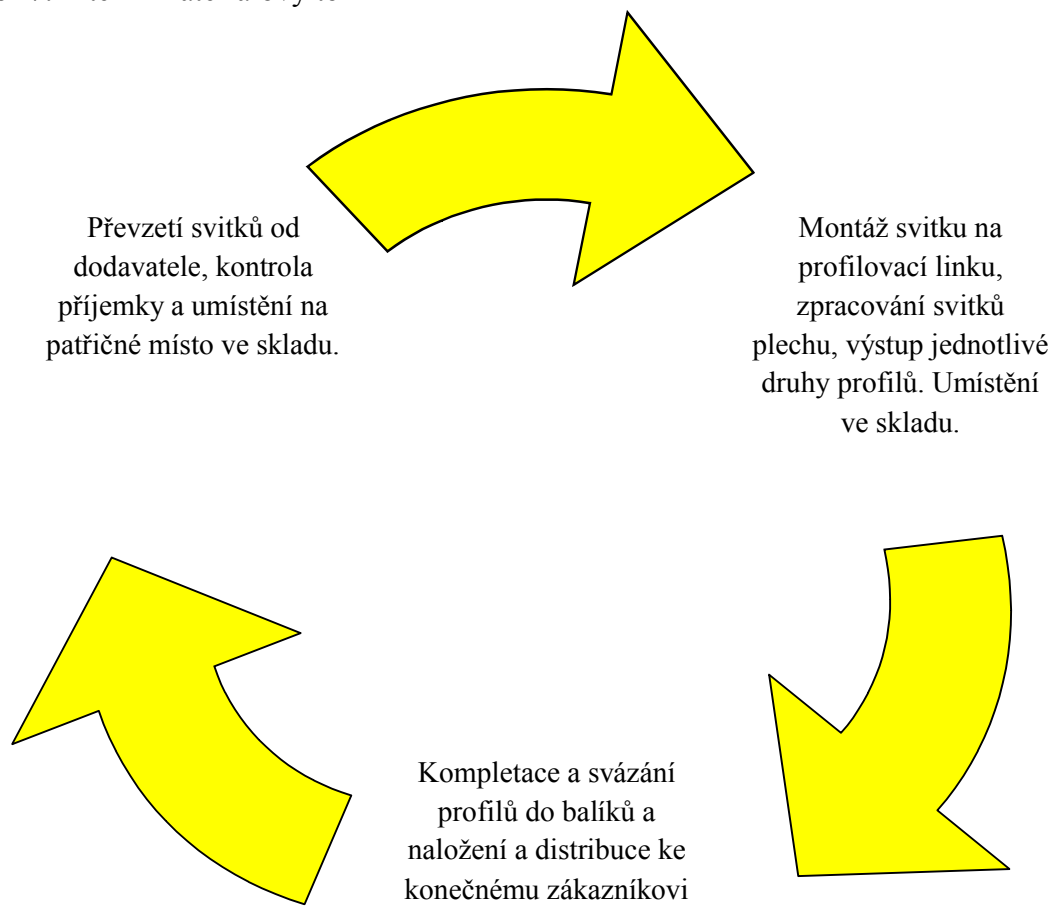 Převzetí svitků od
dodavatele, kontrola
příjemky a umístění na
patřičné místo ve skladu.
Montáž svitku na
profilovací linku,
zpracování svitků
plechu, výstup jednotlivé
druhy profilů. Umístění
ve skladu.
Kompletace a svázání
profilů do balíků a
naložení a distribuce ke
konečnému zákazníkovi